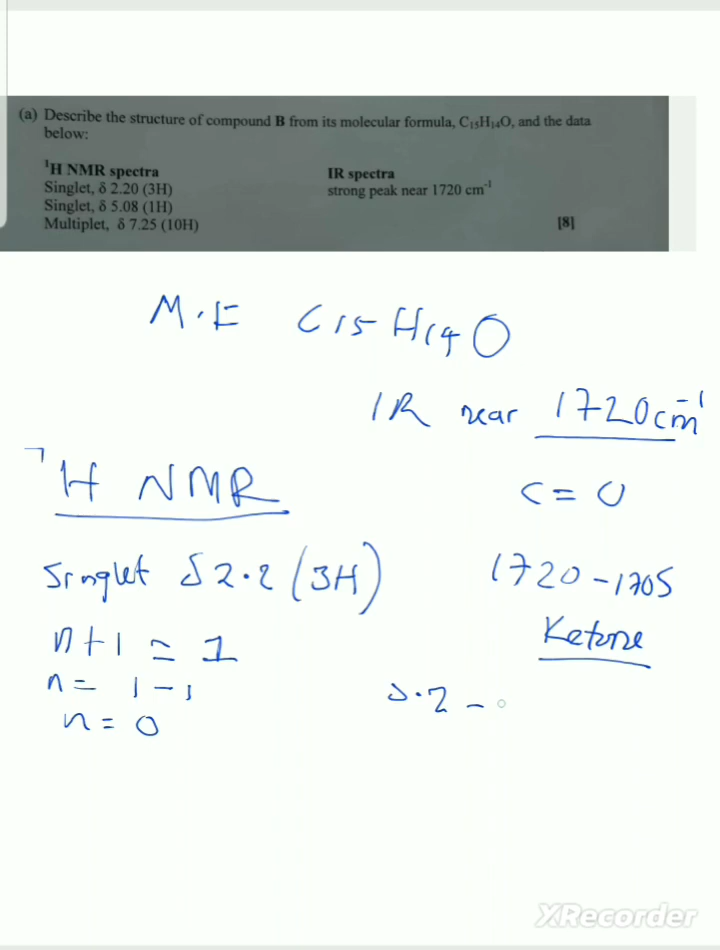 (a) Describe the structure of compound B from its molecular formula, C₁₅H₁₄O, and the data
below:
¹H NMR spectra
Singlet, δ 2.20 (3H)
Singlet, δ 5.08 (1H)
Multiplet, δ 7.25 (10H)
IR spectra
strong peak near 1720 cm⁻¹
[8]
M.F C15H14O
IR near 1720cm⁻¹
¹H NMR
C=O
Singlet δ2.2 (3H)
1720-1705
Ketone
n+1 = 1
n = 1-1
n = 0
δ.2 -
XRecorder